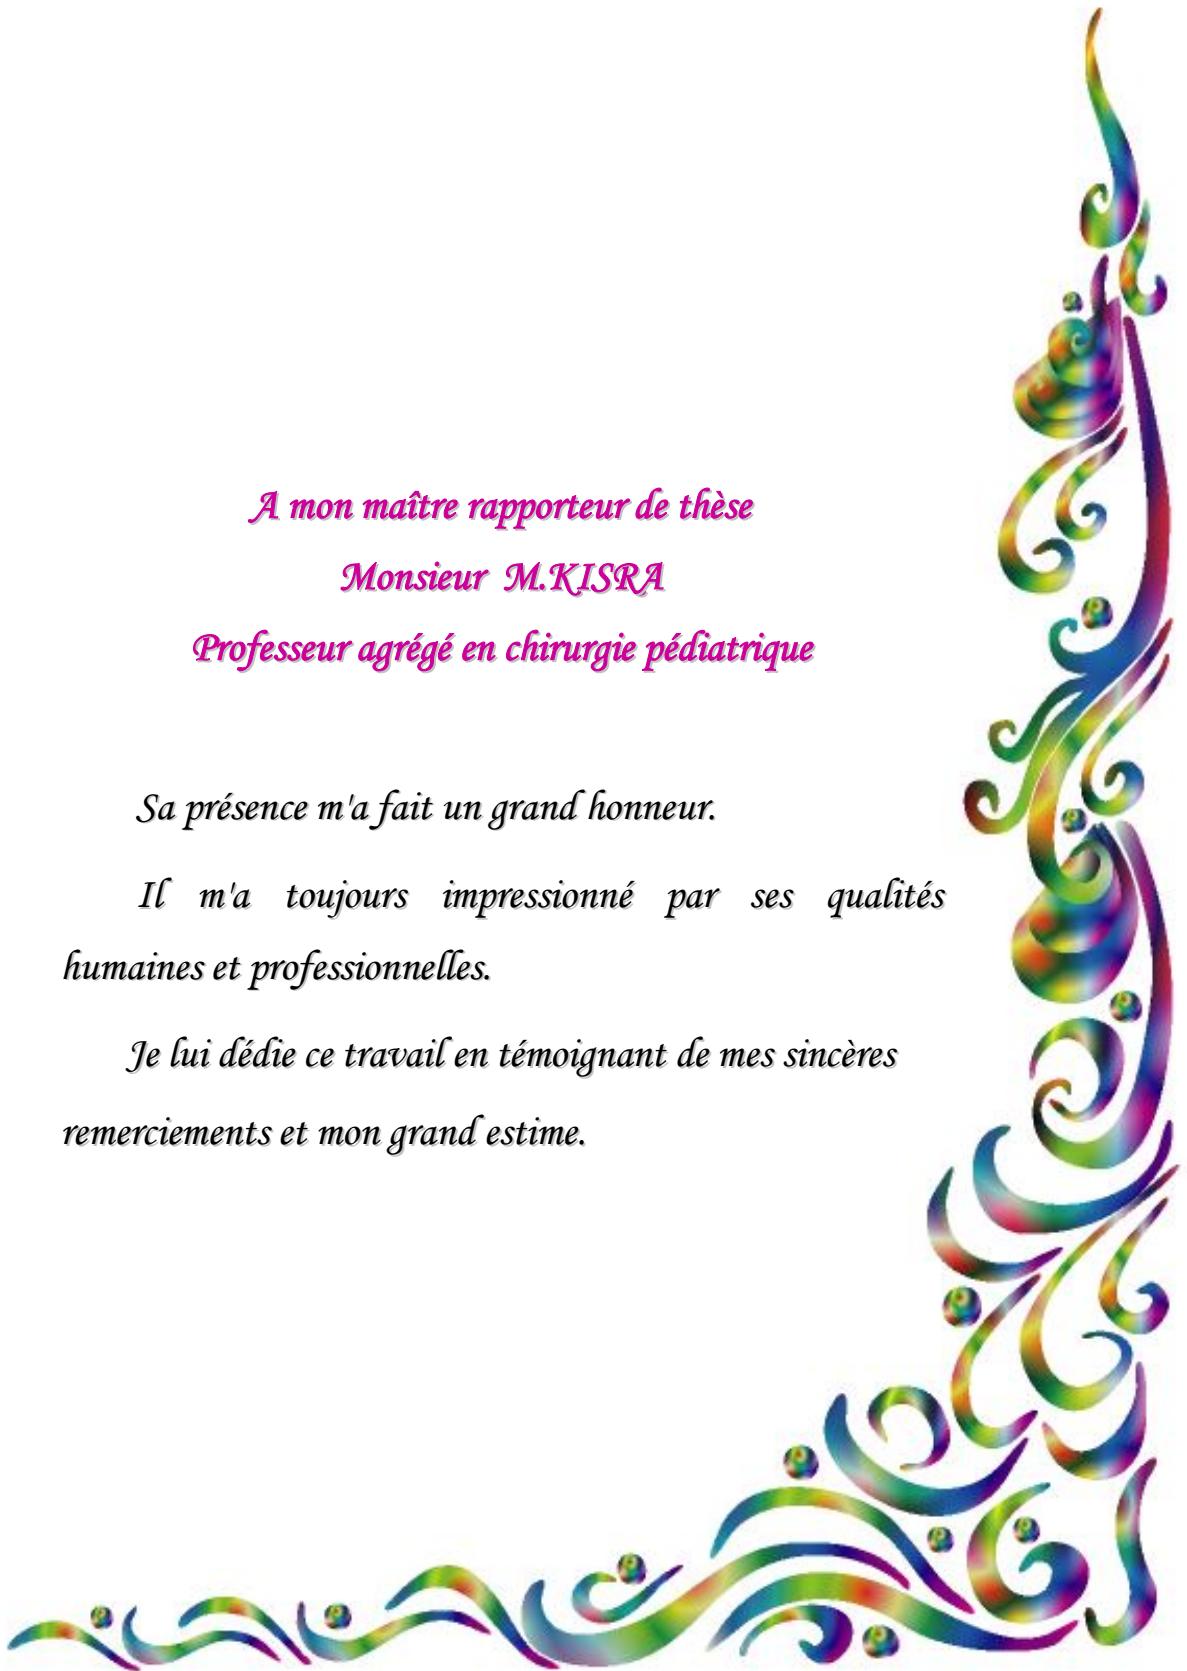 A mon maître rapporteur de thèse
Monsieur M.KISRA
Professeur agrégé en chirurgie pédiatrique
Sa présence m'a fait un grand honneur.
Il m'a toujours impressionné par ses qualités
humaines et professionnelles.
Je lui dédie ce travail en témoignant de mes sincères
remerciements et mon grand estime.